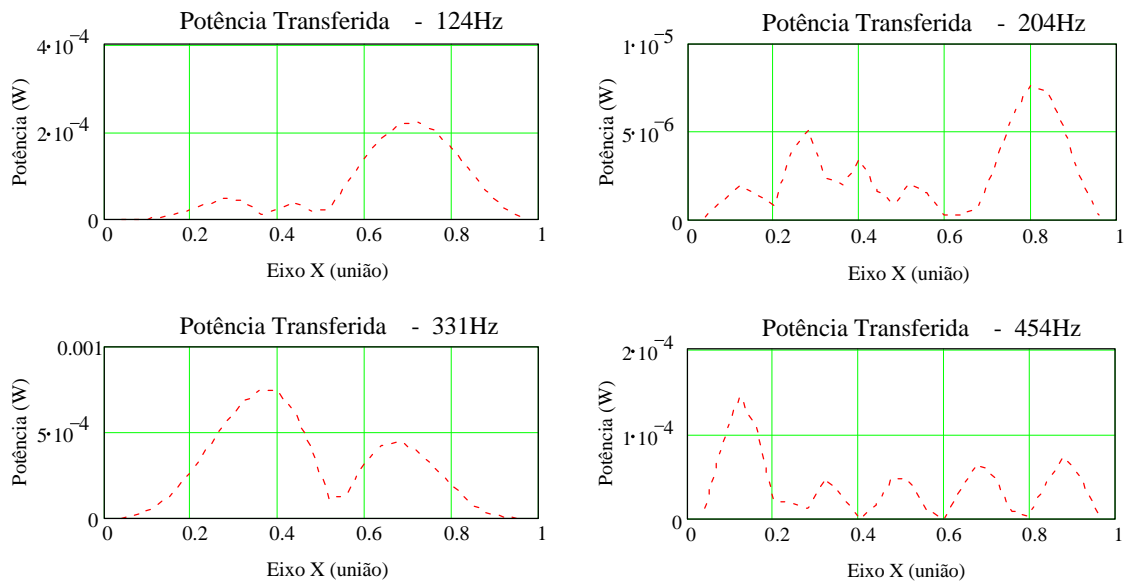 Potência Transferida - 124Hz
4·10⁻⁴
2·10⁻⁴
0
Potência (W)
0 0.2 0.4 0.6 0.8 1
Eixo X (união)
Potência Transferida - 204Hz
1·10⁻⁵
5·10⁻⁶
0
Potência (W)
0 0.2 0.4 0.6 0.8 1
Eixo X (união)
Potência Transferida - 331Hz
0.001
5·10⁻⁴
0
Potência (W)
0 0.2 0.4 0.6 0.8 1
Eixo X (união)
Potência Transferida - 454Hz
2·10⁻⁴
1·10⁻⁴
0
Potência (W)
0 0.2 0.4 0.6 0.8 1
Eixo X (união)